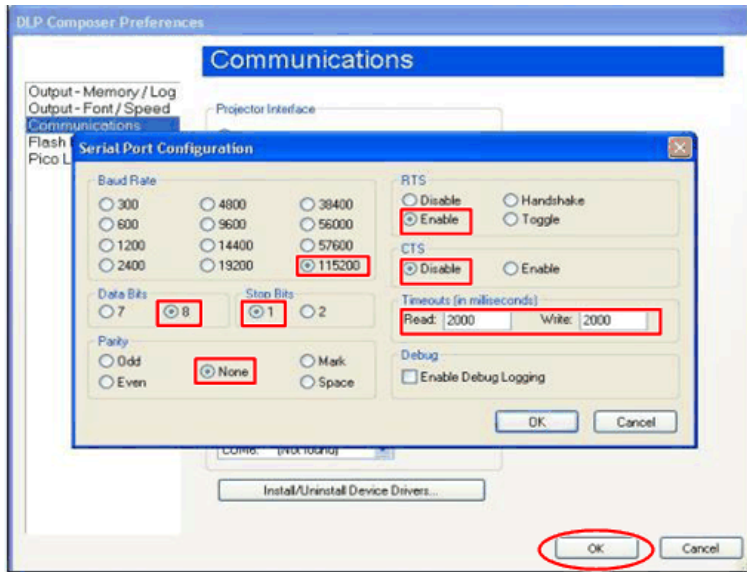 DLP Composer Preferences
Communications
Output - Memory / Log
Output - Font / Speed
Communications
Flash
Pico L
Projector Interface
Serial Port Configuration
Baud Rate
300 4800 38400
600 9600 56000
1200 14400 57600
2400 19200 115200
Data Bits
7 8
Stop Bits
1 2
Parity
Odd None Mark
Even Space
RTS
Disable Handshake
Enable Toggle
CTS
Disable Enable
Timeouts (in miliseconds)
Read: 2000 Write: 2000
Debug
Enable Debug Logging
OK Cancel
COM6: (Not found)
Install/Uninstall Device Drivers...
OK Cancel